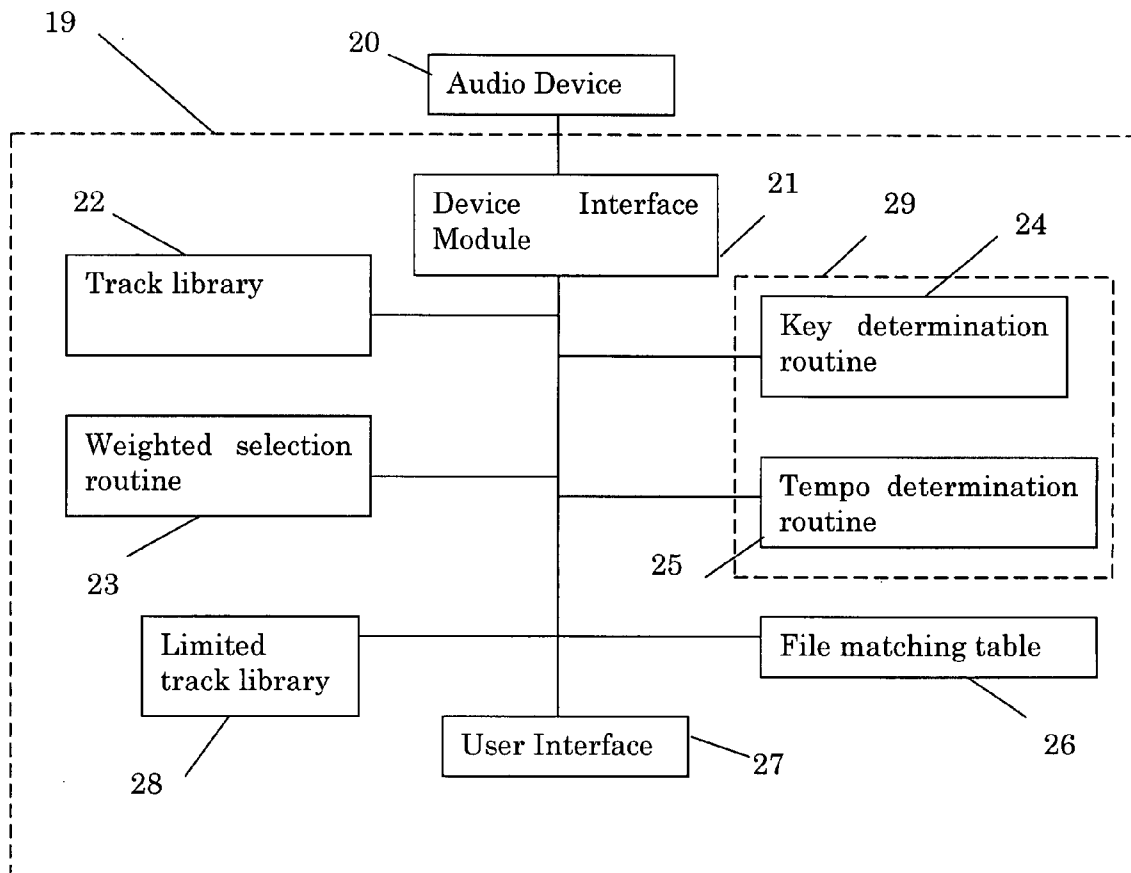 19
20
Audio Device
22
Device Interface
Module
21
29
24
Track library
Key determination
routine
Weighted selection
routine
Tempo determination
routine
23
25
Limited
track library
File matching table
28
User Interface
27
26